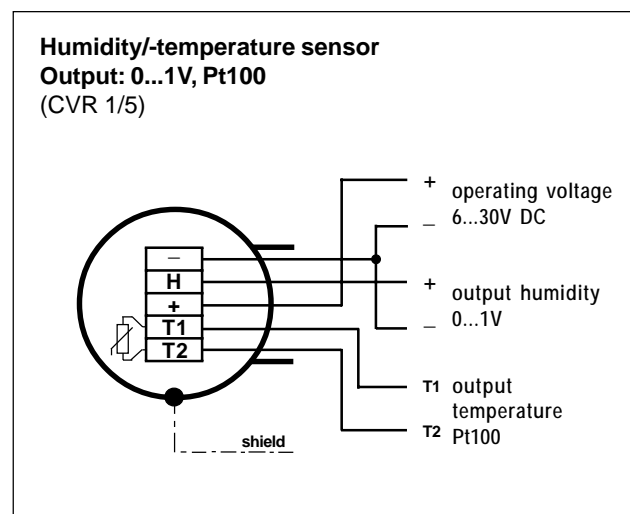 Humidity/-temperature sensor
Output: 0...1V, Pt100
(CVR 1/5)
+ operating voltage
− 6...30V DC
−
H
+
T1
T2
+ output humidity
− 0...1V
T1 output
temperature
T2 Pt100
shield